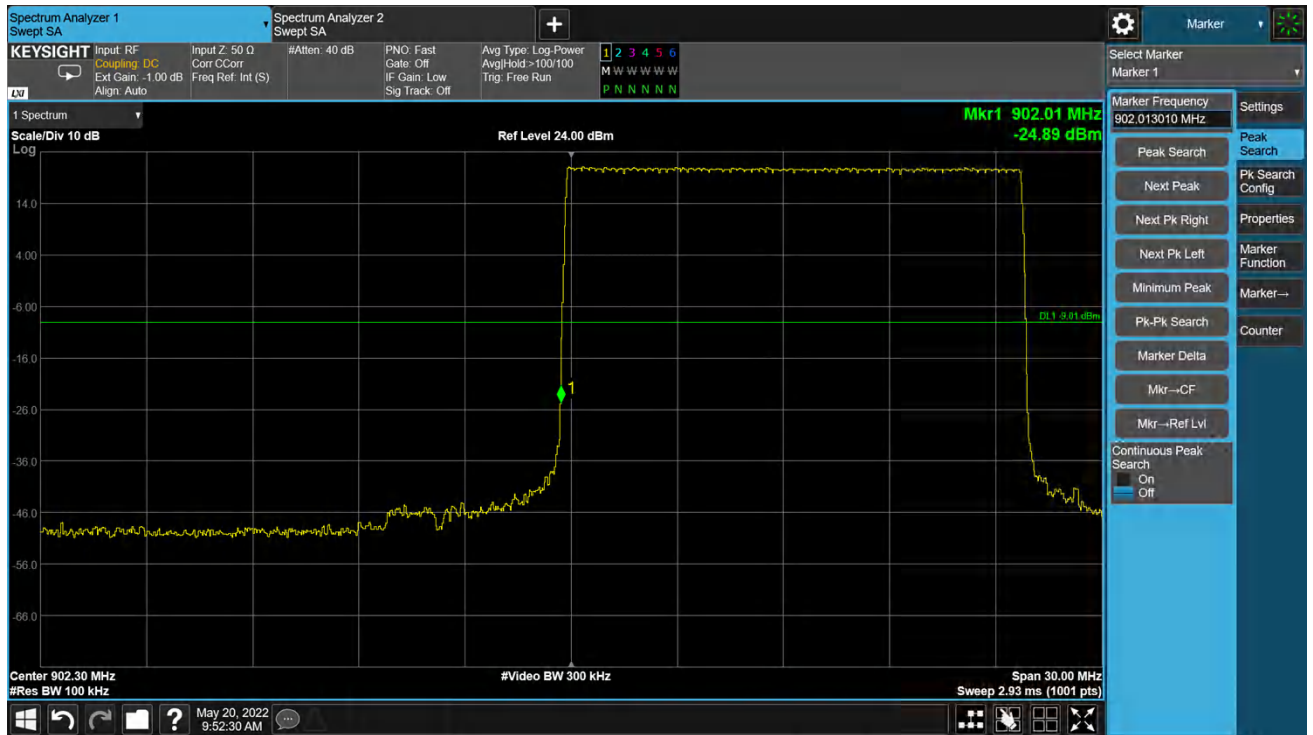 Spectrum Analyzer 1
Swept SA
Spectrum Analyzer 2
Swept SA
Marker
KEYSIGHT
Input: RF
Coupling: DC
Ext Gain: -1.00 dB
Align: Auto
Input Z: 50 Ω
Corr CCorr
Freq Ref: Int (S)
#Atten: 40 dB
PNO: Fast
Gate: Off
IF Gain: Low
Sig Track: Off
Avg Type: Log-Power
Avg|Hold:>100/100
Trig: Free Run
1 2 3 4 5 6
M W W W W W
P N N N N N
LXI
Select Marker
Marker 1
1 Spectrum
Scale/Div 10 dB
Log
Ref Level 24.00 dBm
Mkr1 902.01 MHz
-24.89 dBm
Marker Frequency
902.013010 MHz
Peak Search
Next Peak
Next Pk Right
Next Pk Left
Minimum Peak
Pk-Pk Search
Marker Delta
Mkr→CF
Mkr→Ref Lvl
Continuous Peak
Search
On
Off
Settings
Peak
Search
Pk Search
Config
Properties
Marker
Function
Marker→
Counter
14.0
4.00
-6.00
DL1 -9.01 dBm
-16.0
1
-26.0
-36.0
-46.0
-56.0
-66.0
Center 902.30 MHz
#Res BW 100 kHz
#Video BW 300 kHz
Span 30.00 MHz
Sweep 2.93 ms (1001 pts)
?
May 20, 2022
9:52:30 AM